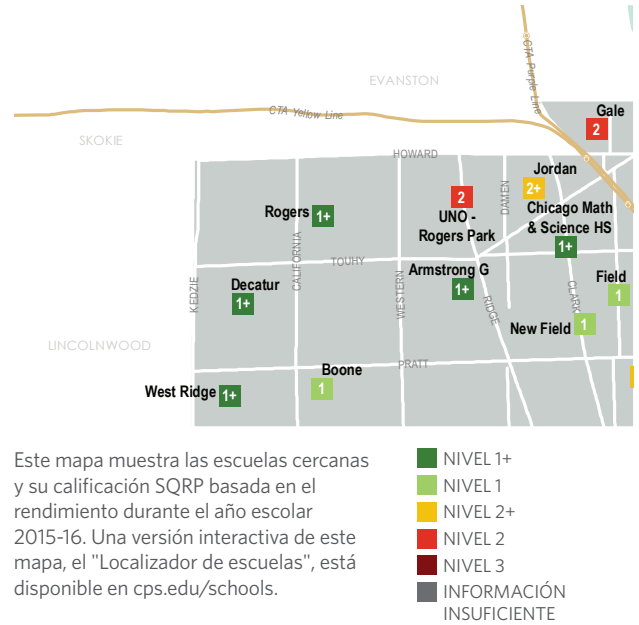 EVANSTON
CTA Purple Line
Gale
2
CTA Yellow Line
SKOKIE
HOWARD
Jordan
2+
2
UNO -
Rogers Park
DAMEN
Chicago Math
& Science HS
1+
Rogers 1+
CALIFORNIA
TOUHY
Armstrong G
1+
Field
1
KEDZIE
Decatur
1+
WESTERN
RIDGE
CLARK
New Field 1
LINCOLNWOOD
PRATT
Boone
1
West Ridge 1+
Este mapa muestra las escuelas cercanas
y su calificación SQRP basada en el
rendimiento durante el año escolar
2015-16. Una versión interactiva de este
mapa, el "Localizador de escuelas", está
disponible en cps.edu/schools.
NIVEL 1+
NIVEL 1
NIVEL 2+
NIVEL 2
NIVEL 3
INFORMACIÓN
INSUFICIENTE